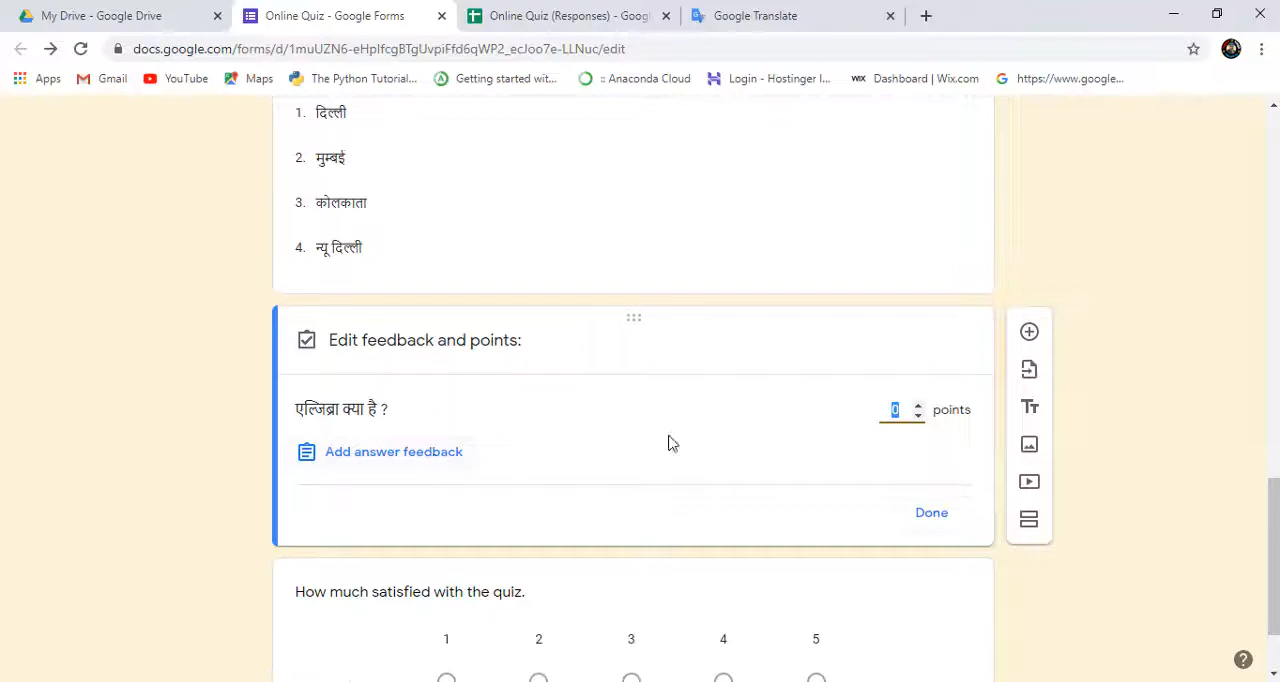 My Drive - Google Drive
Online Quiz - Google Forms
Online Quiz (Responses) - Googl
Google Translate
docs.google.com/forms/d/1muUZN6-eHpIfcgBTgUvpiFfd6qWP2_ecJoo7e-LLNuc/edit
Apps
Gmail
YouTube
Maps
The Python Tutorial...
Getting started wit...
:: Anaconda Cloud
Login - Hostinger I...
WIX Dashboard | Wix.com
https://www.google...
1. दिल्ली
2. मुम्बई
3. कोलकाता
4. न्यू दिल्ली
Edit feedback and points:
एल्जिब्रा क्या है ?
0 points
Add answer feedback
Done
How much satisfied with the quiz.
1 2 3 4 5